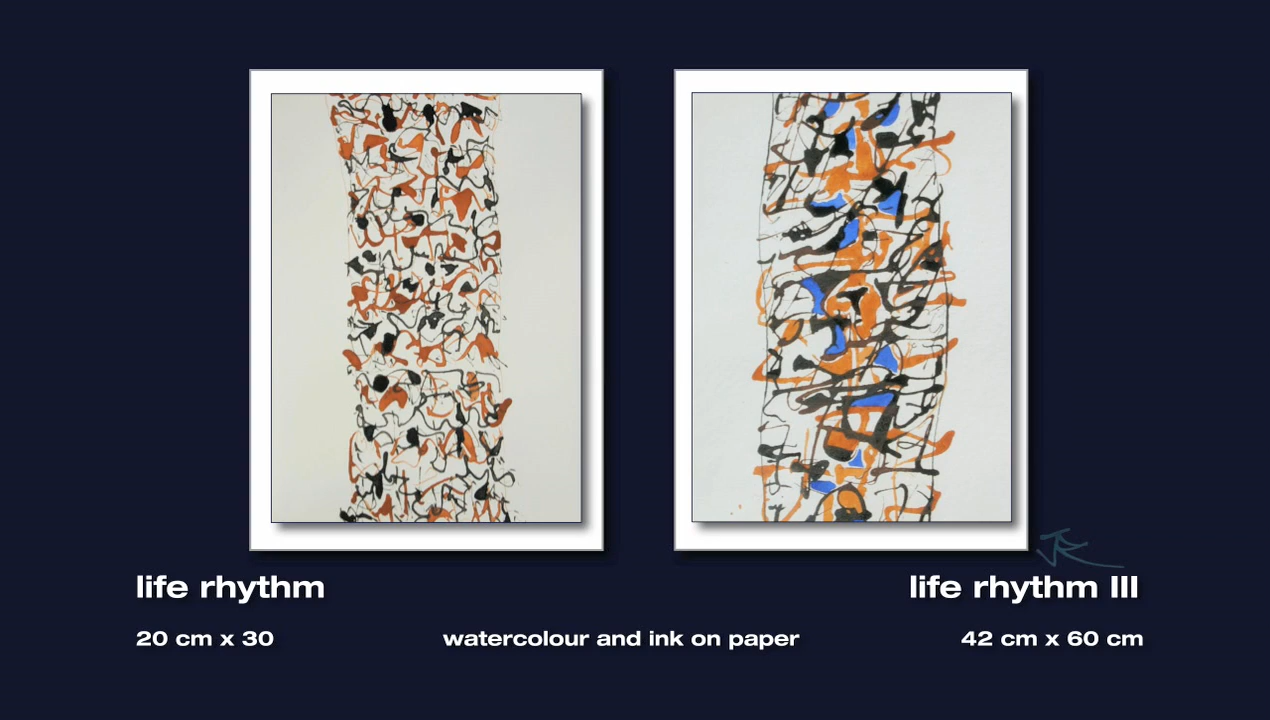 life rhythm
life rhythm III
20 cm x 30
watercolour and ink on paper
42 cm x 60 cm